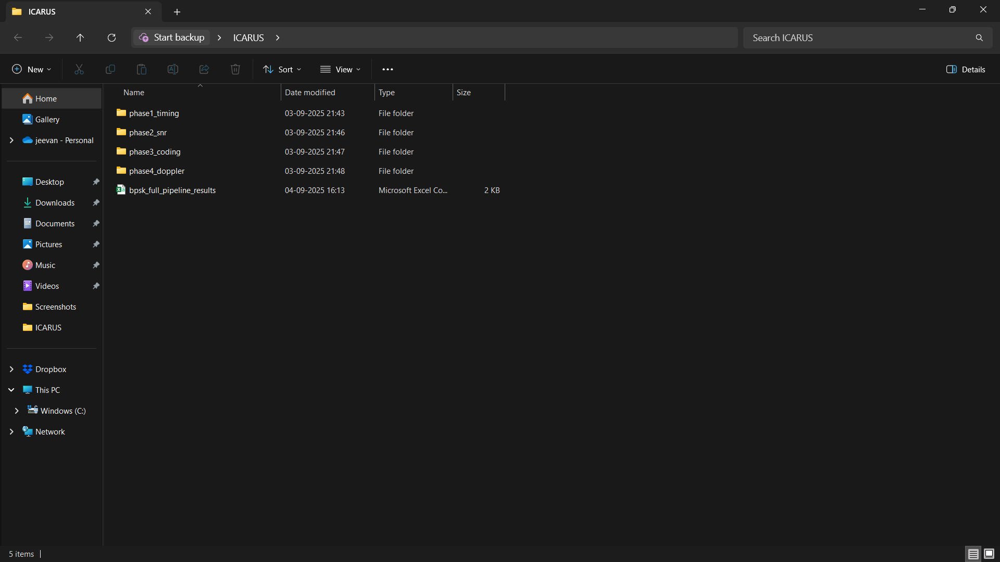 ICARUS
Start backup ICARUS
Search ICARUS
New Sort View Details
Name Date modified Type Size
phase1_timing 03-09-2025 21:43 File folder
phase2_snr 03-09-2025 21:46 File folder
phase3_coding 03-09-2025 21:47 File folder
phase4_doppler 03-09-2025 21:48 File folder
bpsk_full_pipeline_results 04-09-2025 16:13 Microsoft Excel Co... 2 KB
Home
Gallery
jeevan - Personal
Desktop
Downloads
Documents
Pictures
Music
Videos
Screenshots
ICARUS
Dropbox
This PC
Windows (C:)
Network
5 items